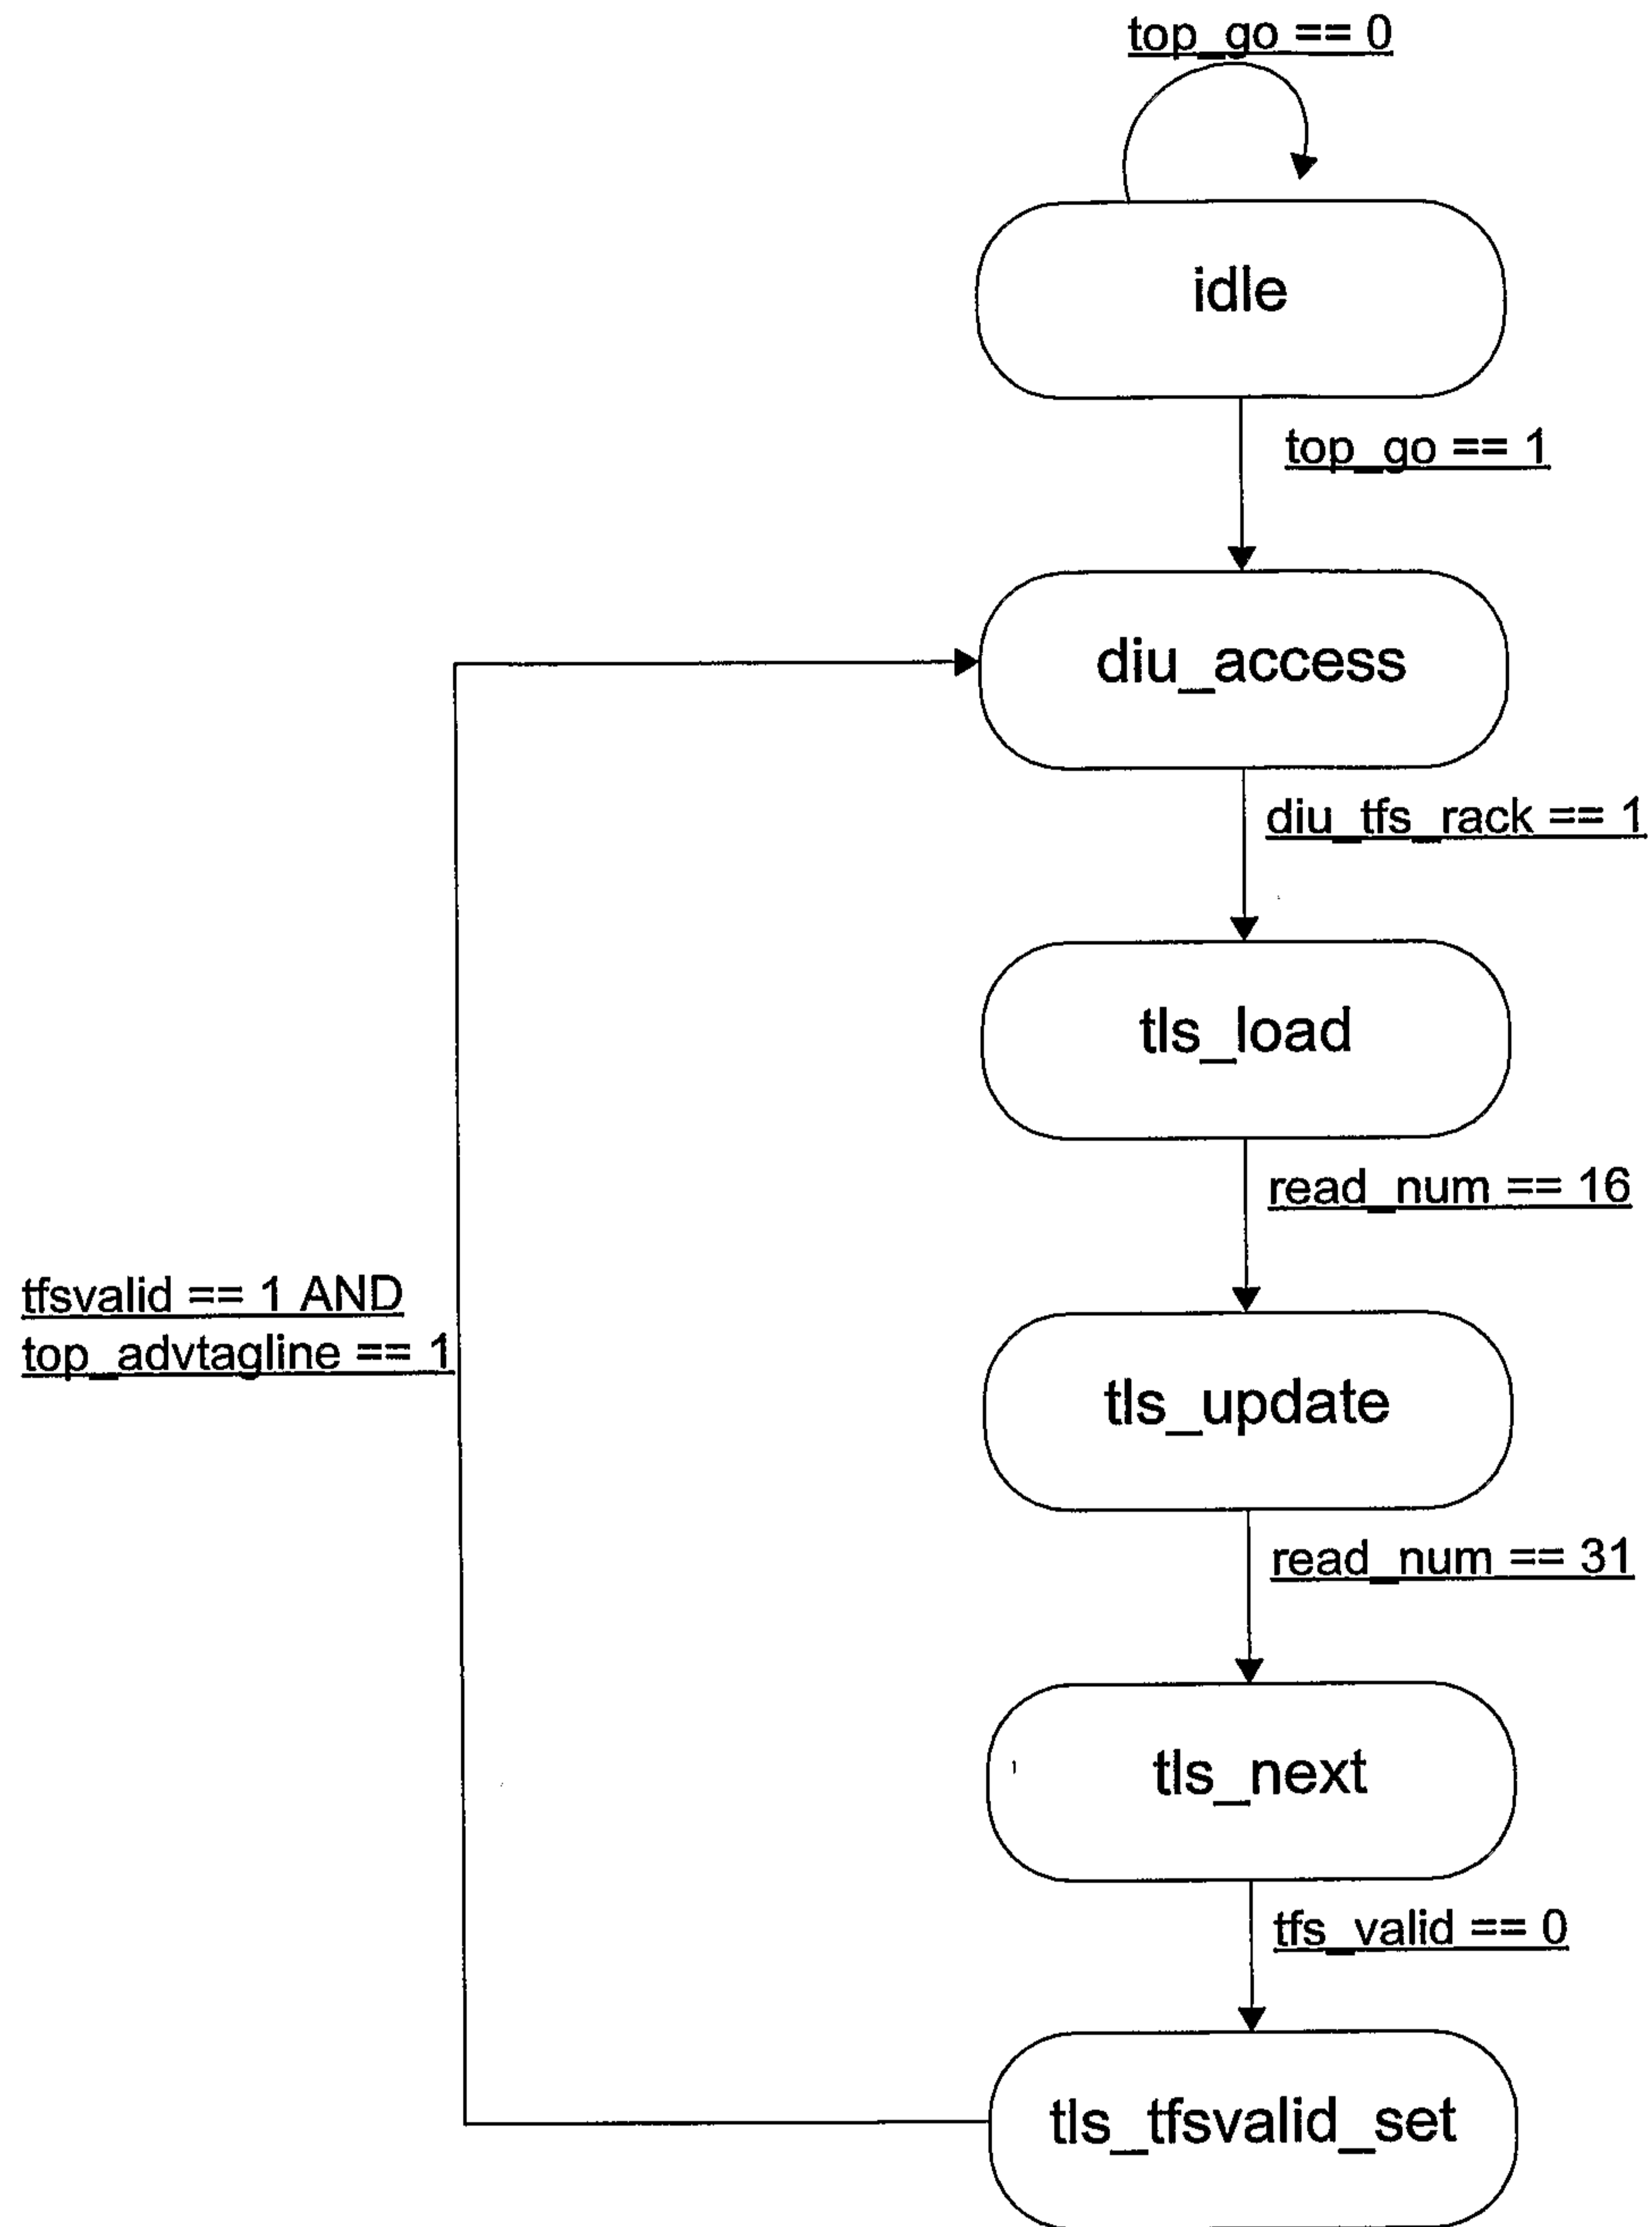 top_go == 0
idle
top_go == 1
diu_access
diu_tfs_rack == 1
tls_load
read_num == 16
tfsvalid == 1 AND
top_advtagline == 1
tls_update
read_num == 31
tls_next
tfs_valid == 0
tls_tfsvalid_set